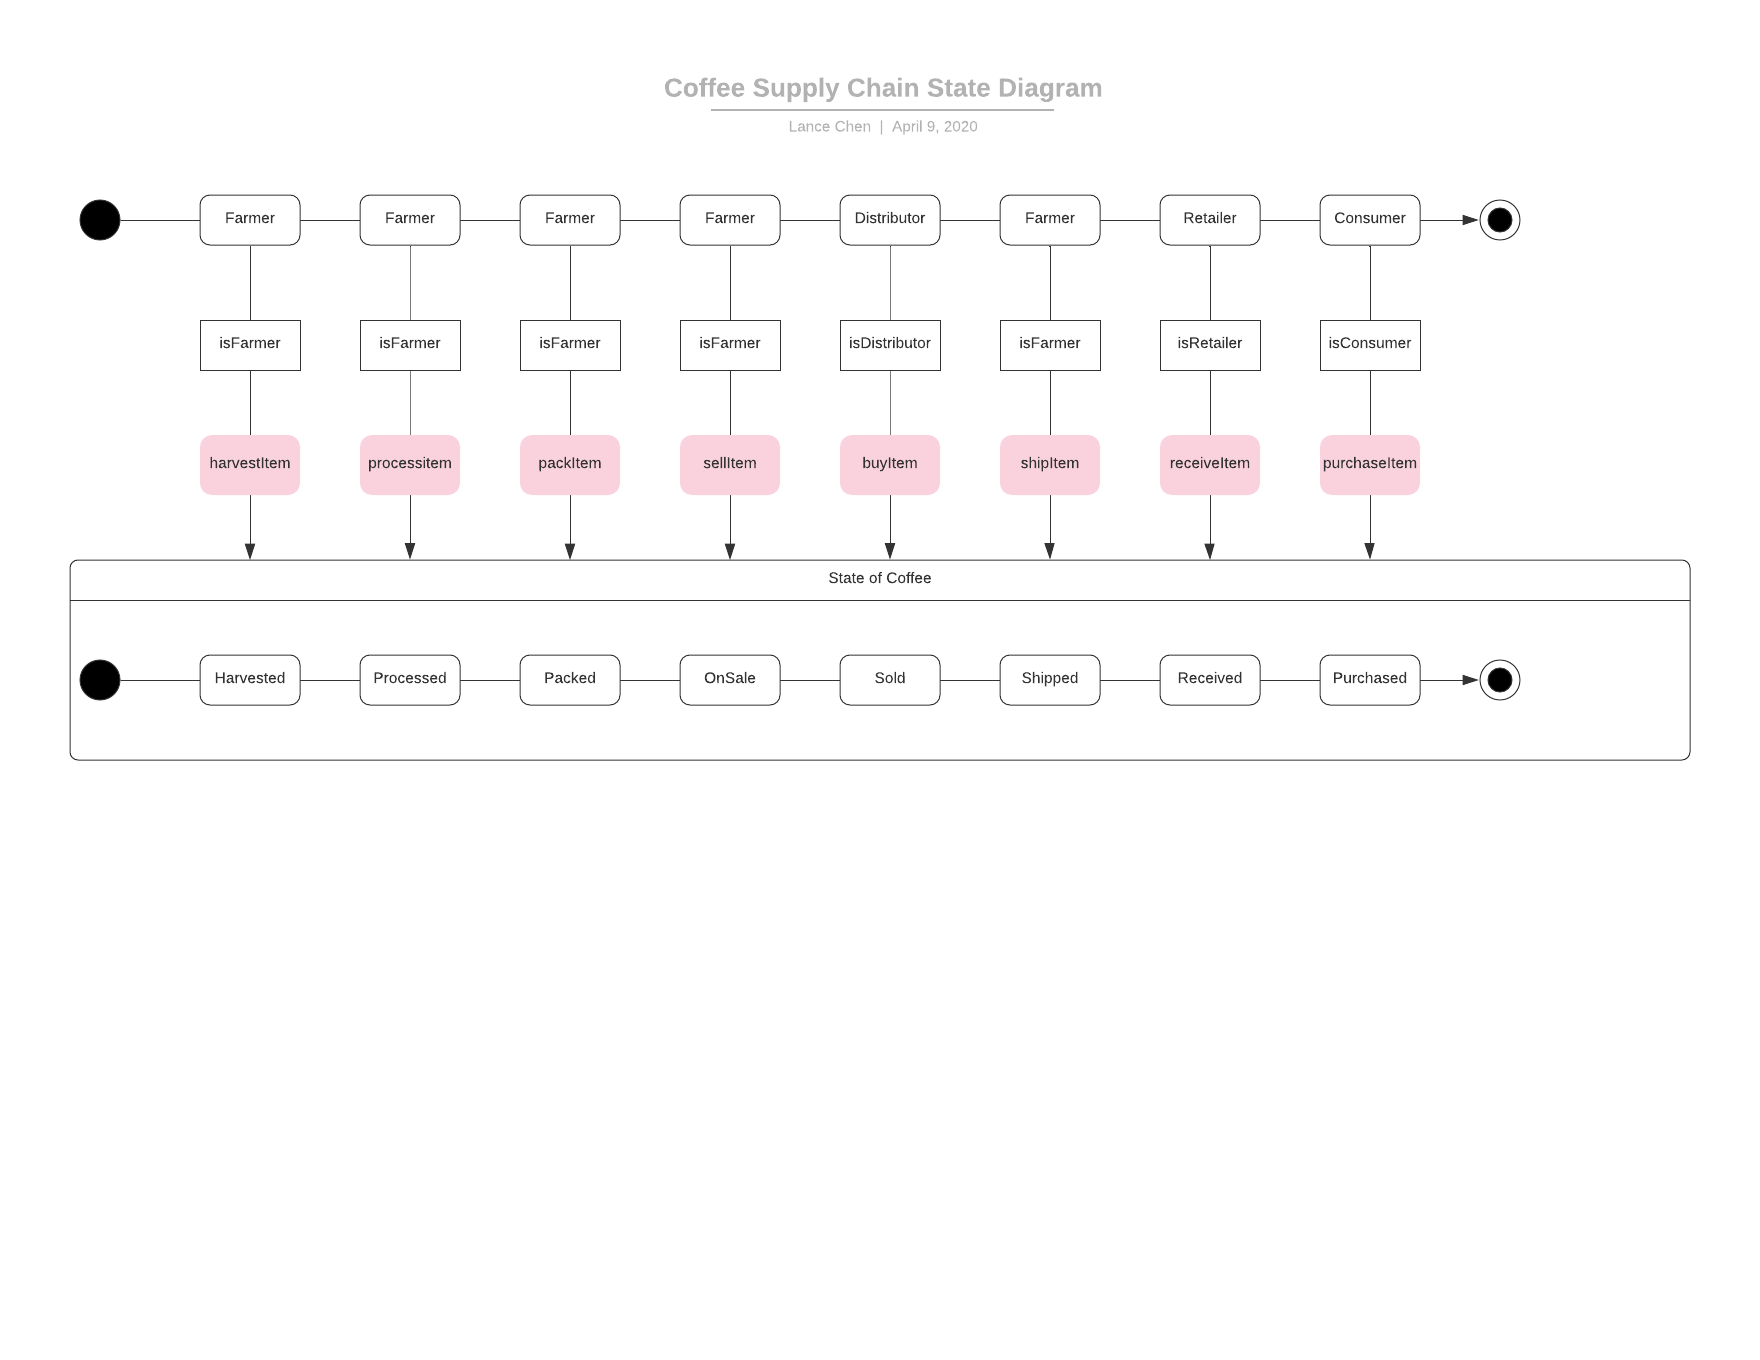 Coffee Supply Chain State Diagram
Lance Chen | April 9, 2020
Farmer Farmer Farmer Farmer Distributor Farmer Retailer Consumer
isFarmer isFarmer isFarmer isFarmer isDistributor isFarmer isRetailer isConsumer
harvestItem processitem packItem sellItem buyItem shipItem receiveItem purchaseItem
State of Coffee
Harvested Processed Packed OnSale Sold Shipped Received Purchased